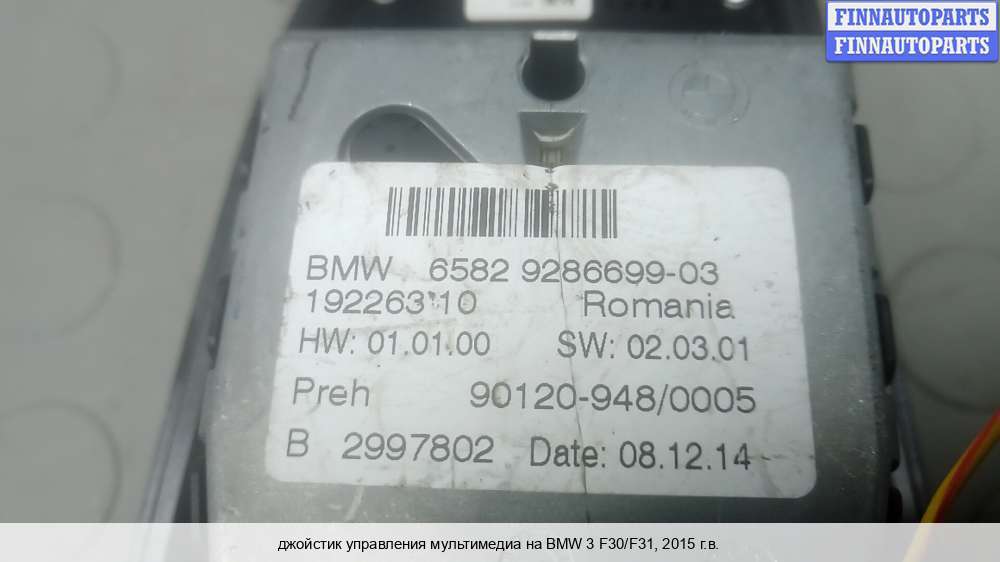 FINNAUTOPARTS
FINNAUTOPARTS
BMW 6582 9286699-03
19226310 Romania
HW: 01.01.00 SW: 02.03.01
Preh 90120-948/0005
B 2997802 Date: 08.12.14
джойстик управления мультимедиа на BMW 3 F30/F31, 2015 г.в.